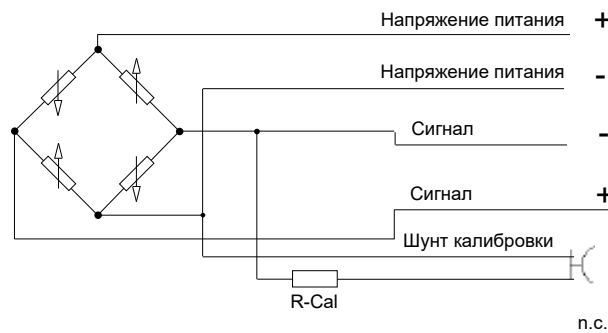 Напряжение питания +
Напряжение питания -
Сигнал -
Сигнал +
Шунт калибровки
R-Cal
n.c.